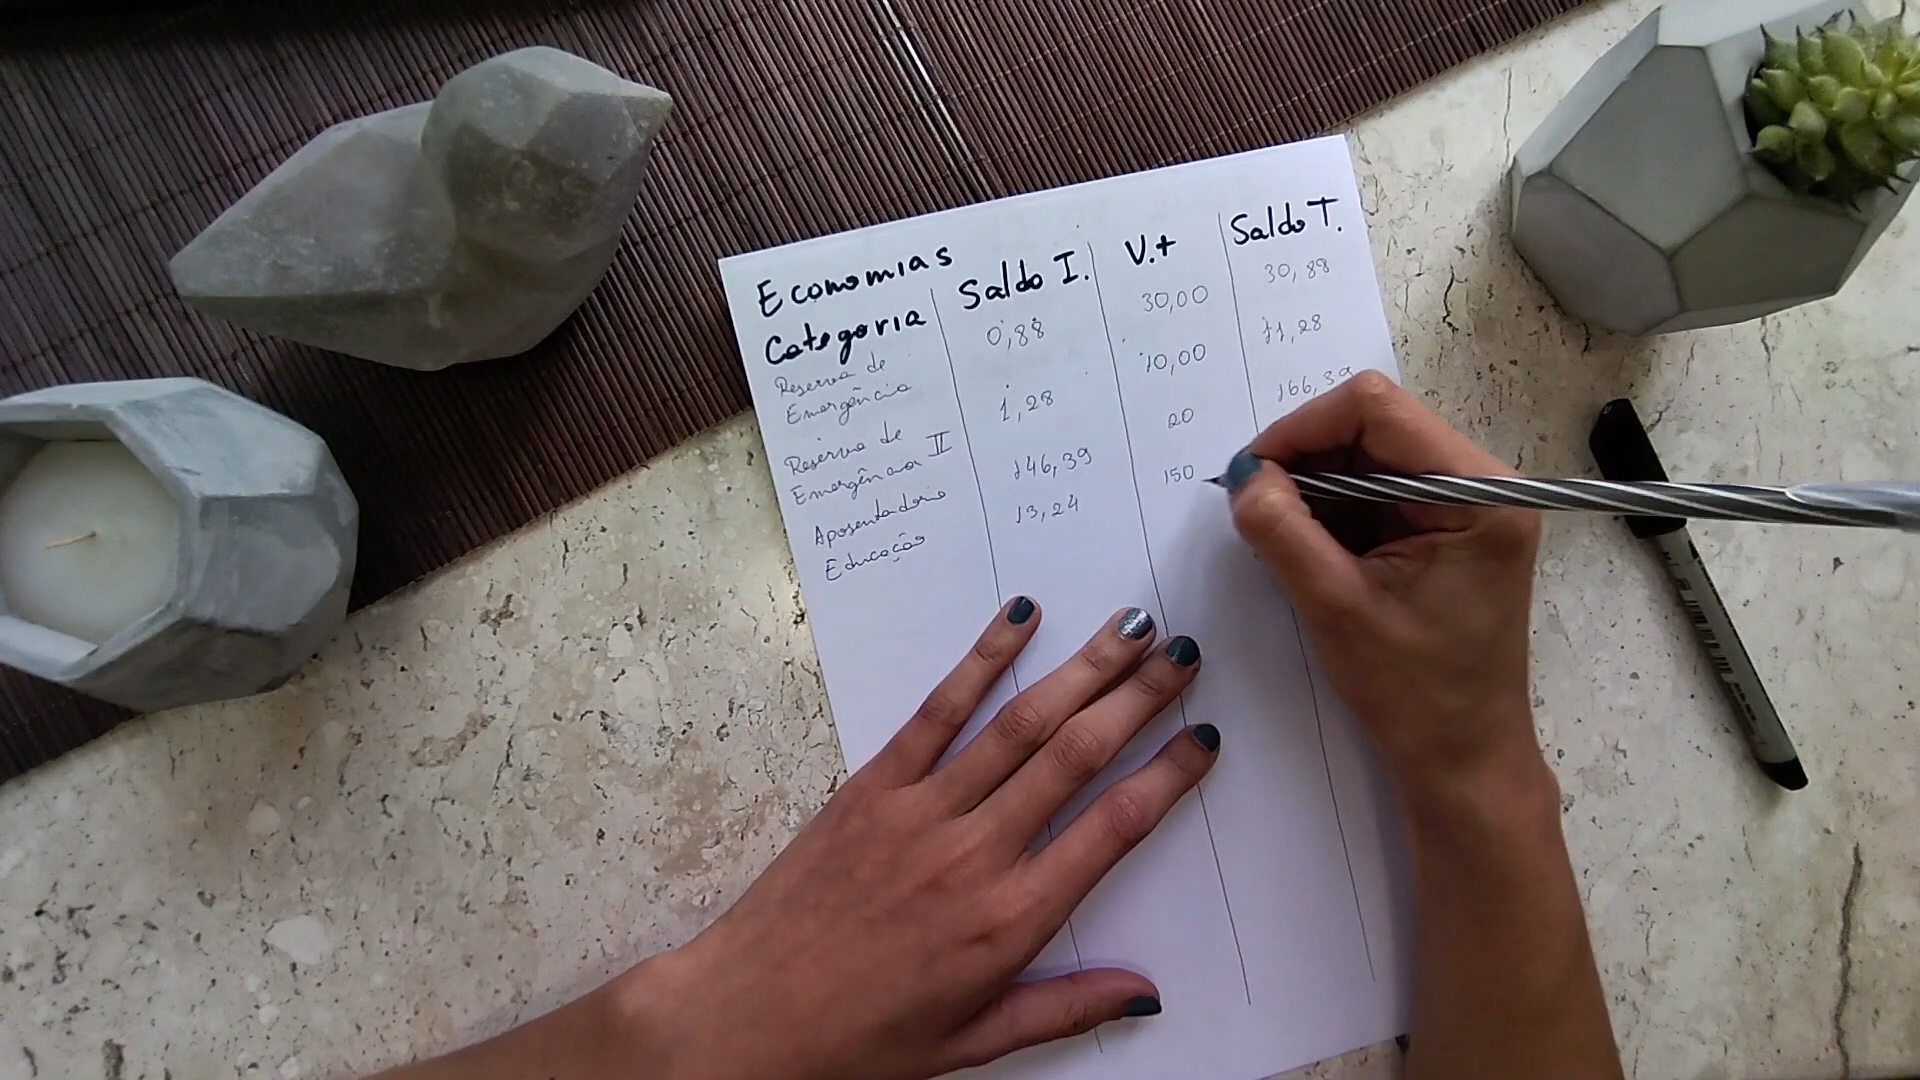 Economias
Categoria Saldo I. V.+ Saldo T.
Reserva de
Emergência 0,88 30,00 30,88
Reserva de
Emergência II 1,28 10,00 11,28
Aposentadoria 146,39 20 166,39
Educação 13,24 150